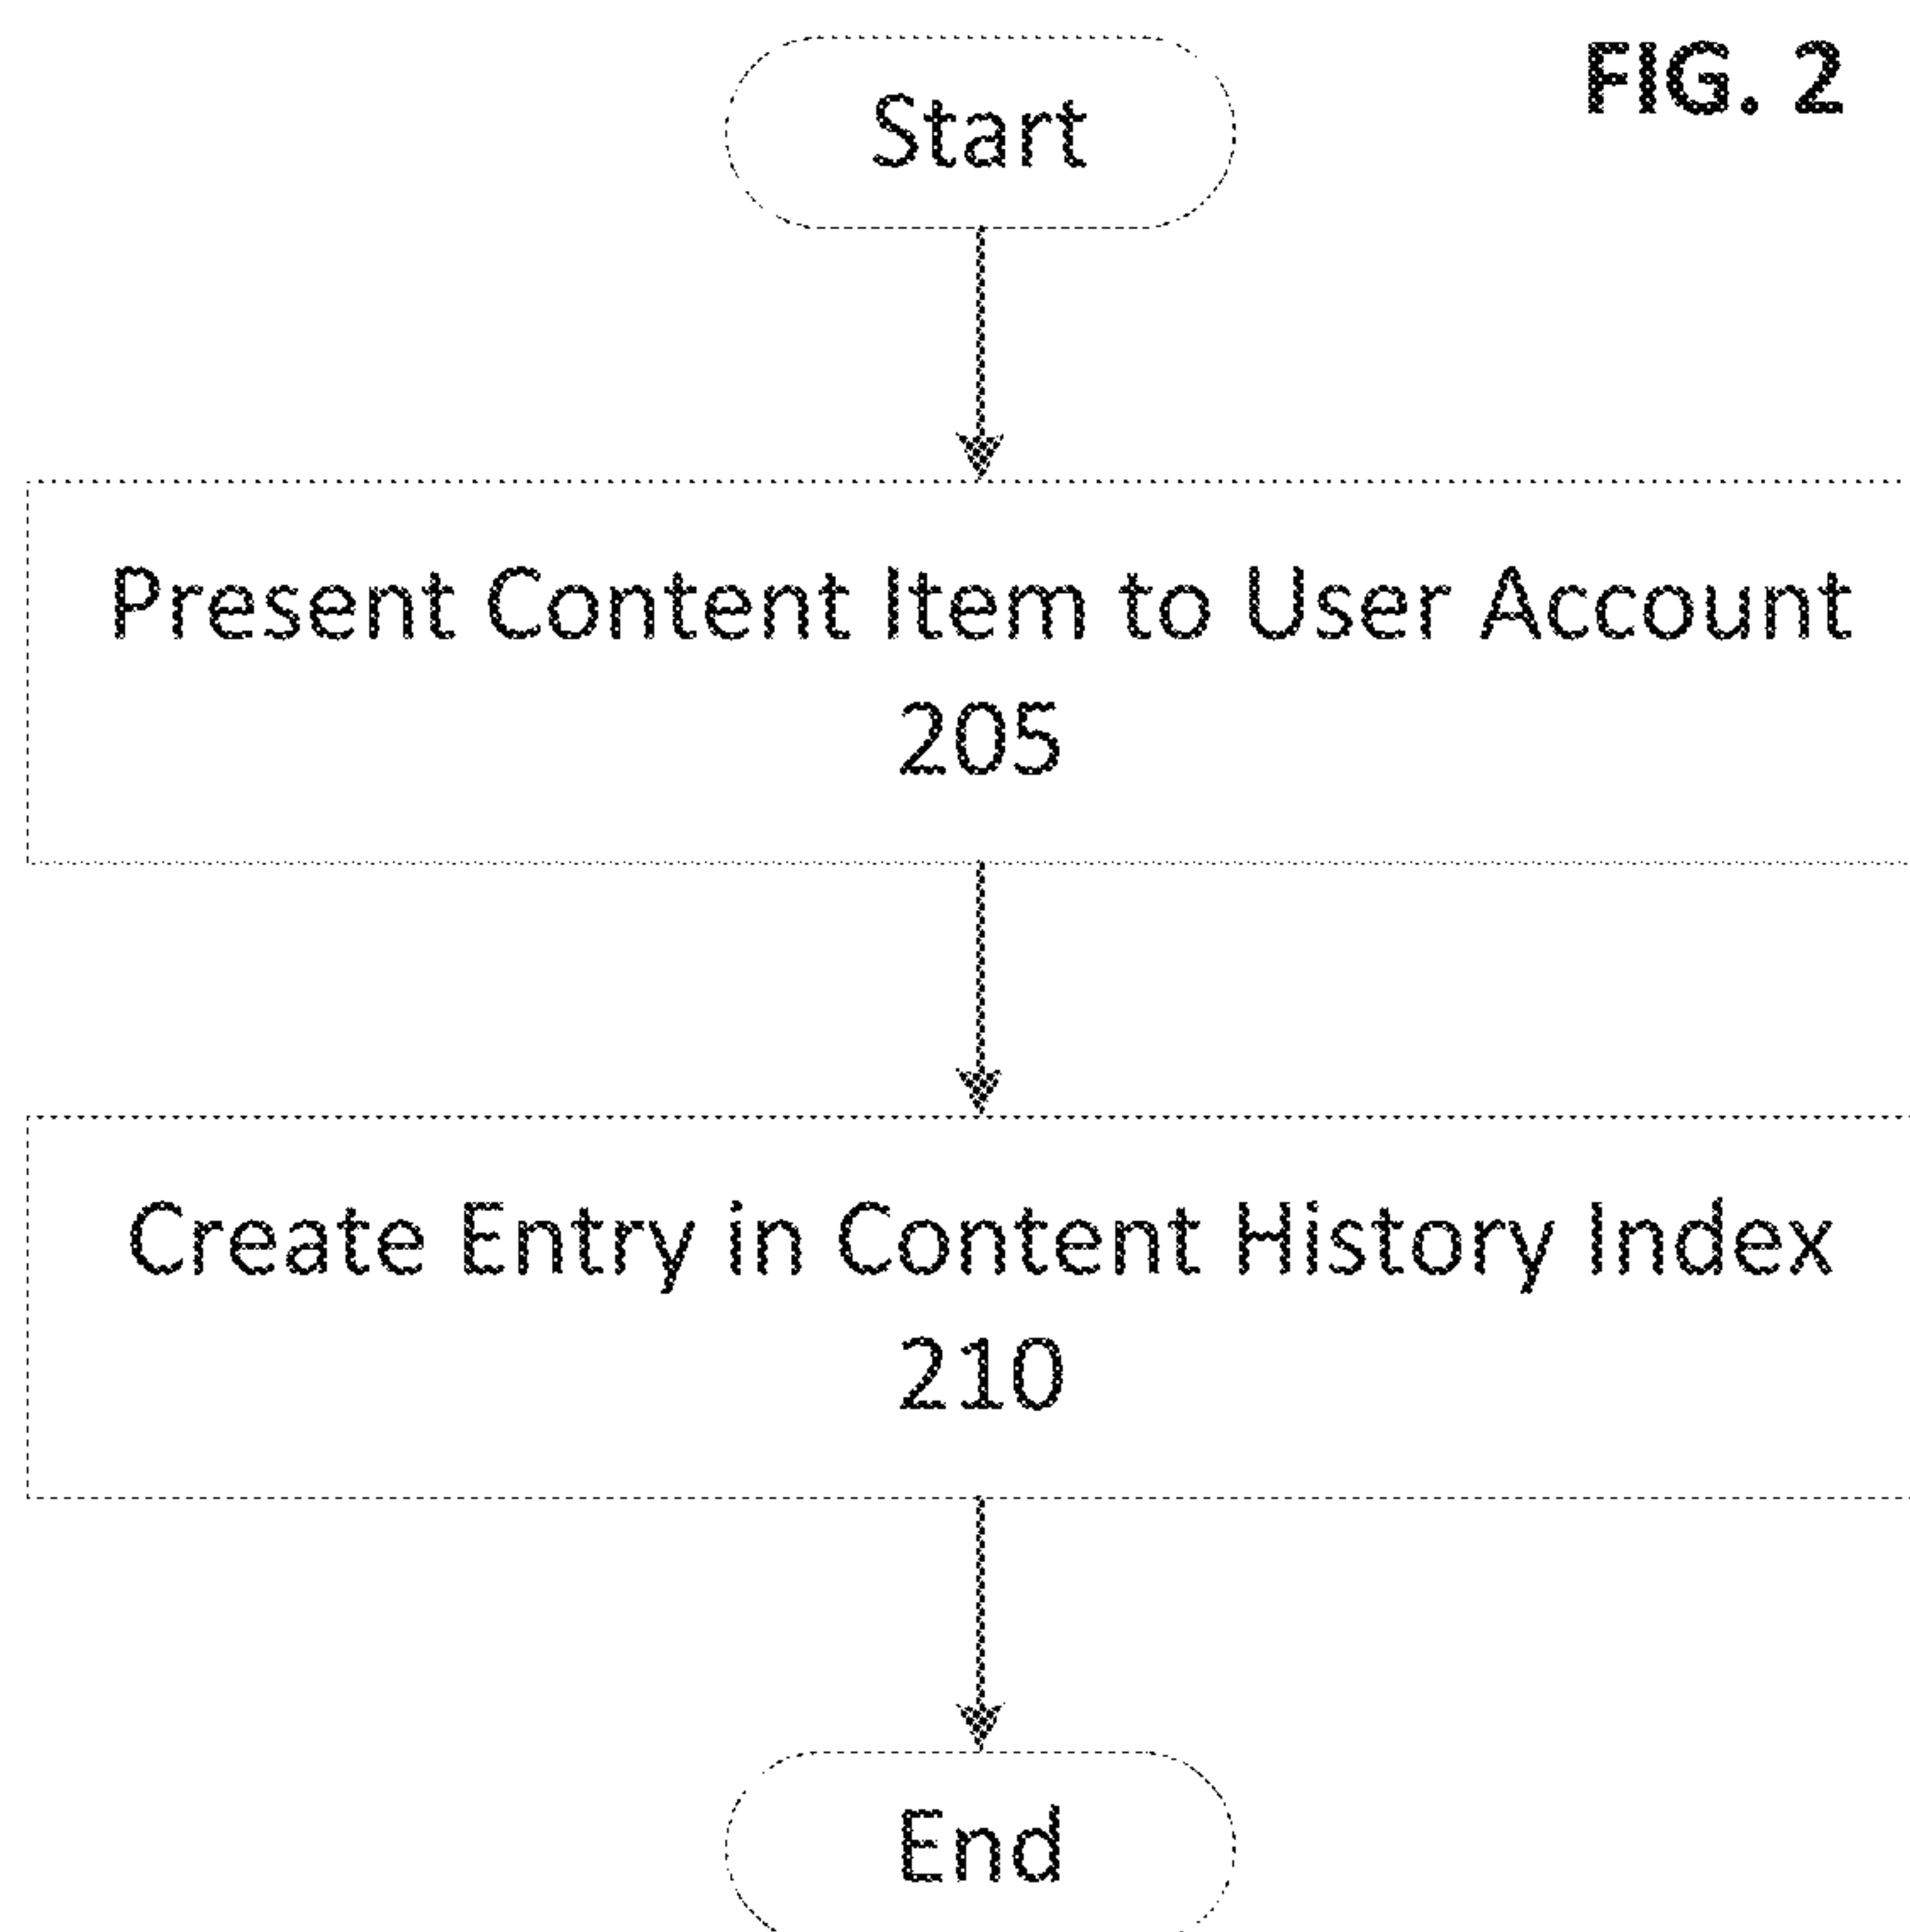 FIG. 2
Start
Present Content Item to User Account
205
Create Entry in Content History Index
210
End